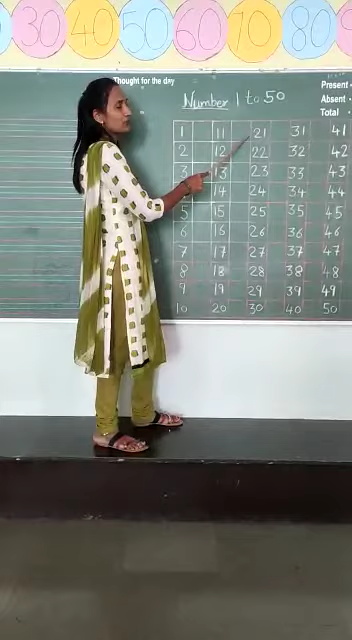 30 40 50 60 70 80
Thought for the day
Present -
Absent -
Total -
Number 1 to 50
1 11 21 31 41
2 12 22 32 42
3 13 23 33 43
14 24 34 44
5 15 25 35 45
6 16 26 36 46
7 17 27 37 47
8 18 28 38 48
9 19 29 39 49
10 20 30 40 50